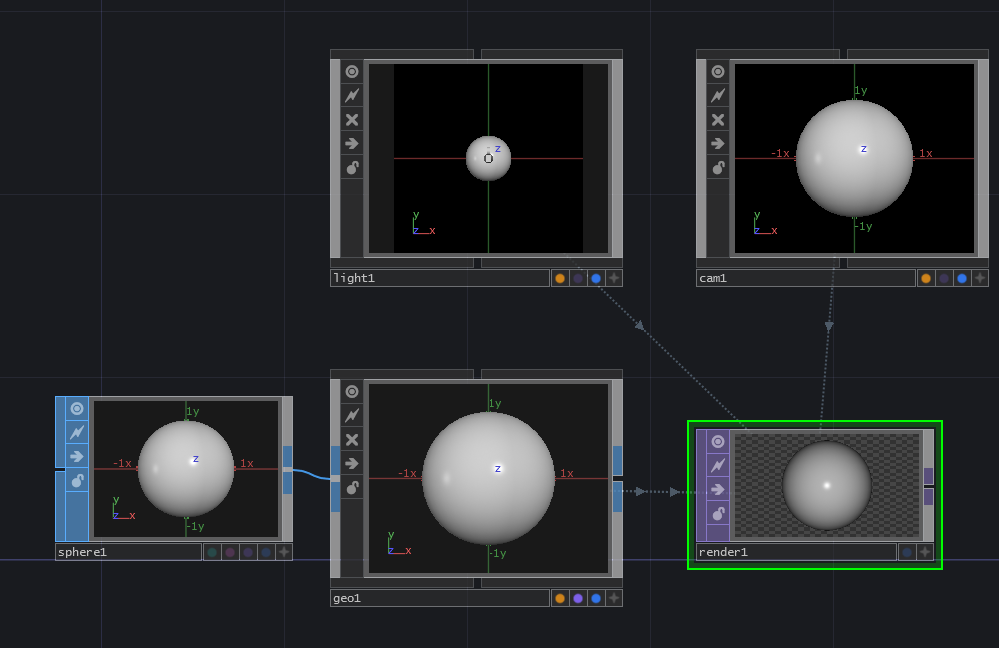 z
y
z x
light1
1y
-1x z 1x
-1y
y
z x
cam1
1y
-1x z 1x
-1y
y
z x
sphere1
1y
-1x z 1x
-1y
y
z x
geo1
render1